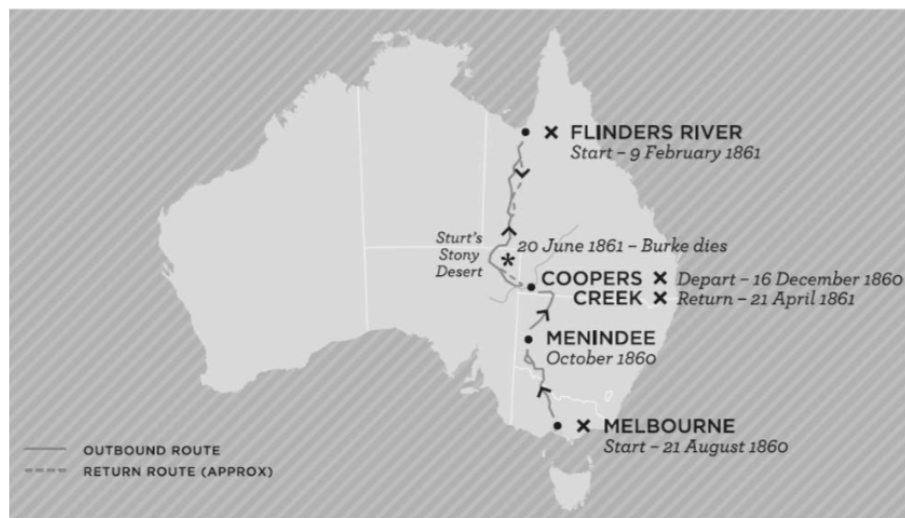 FLINDERS RIVER
Start – 9 February 1861
Sturt's
Stony
Desert
20 June 1861 – Burke dies
COOPERS
CREEK
Depart – 16 December 1860
Return – 21 April 1861
MENINDEE
October 1860
MELBOURNE
Start – 21 August 1860
OUTBOUND ROUTE
RETURN ROUTE (APPROX)